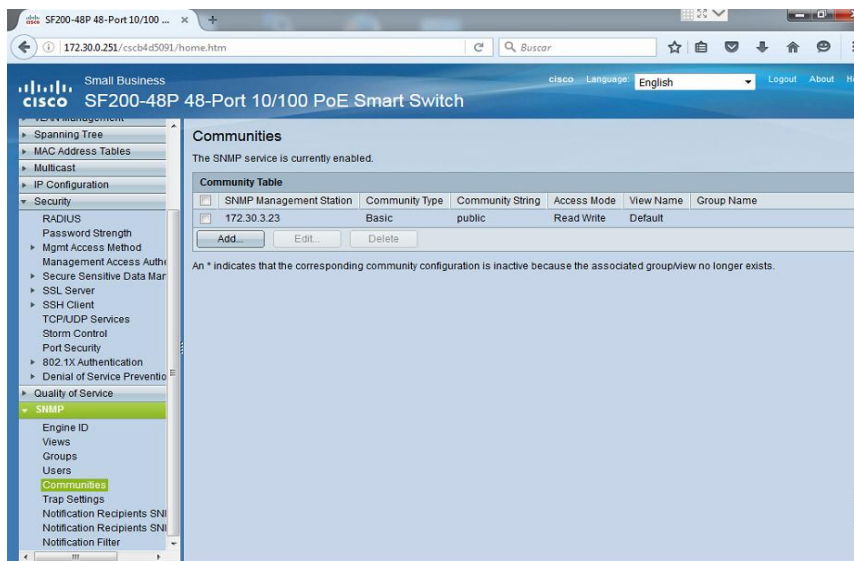 SF200-48P 48-Port 10/100 ...
172.30.0.251/cscb4d5091/home.htm
Buscar
Small Business
cisco Language: English Logout About
CISCO SF200-48P 48-Port 10/100 PoE Smart Switch
Spanning Tree
MAC Address Tables
Multicast
IP Configuration
Security
RADIUS
Password Strength
Mgmt Access Method
Management Access Authe
Secure Sensitive Data Man
SSL Server
SSH Client
TCP/UDP Services
Storm Control
Port Security
802.1X Authentication
Denial of Service Preventio
Quality of Service
SNMP
Engine ID
Views
Groups
Users
Communities
Trap Settings
Notification Recipients SNI
Notification Recipients SNI
Notification Filter
Communities
The SNMP service is currently enabled.
Community Table
SNMP Management Station Community Type Community String Access Mode View Name Group Name
172.30.3.23 Basic public Read Write Default
Add... Edit... Delete
An * indicates that the corresponding community configuration is inactive because the associated group/view no longer exists.